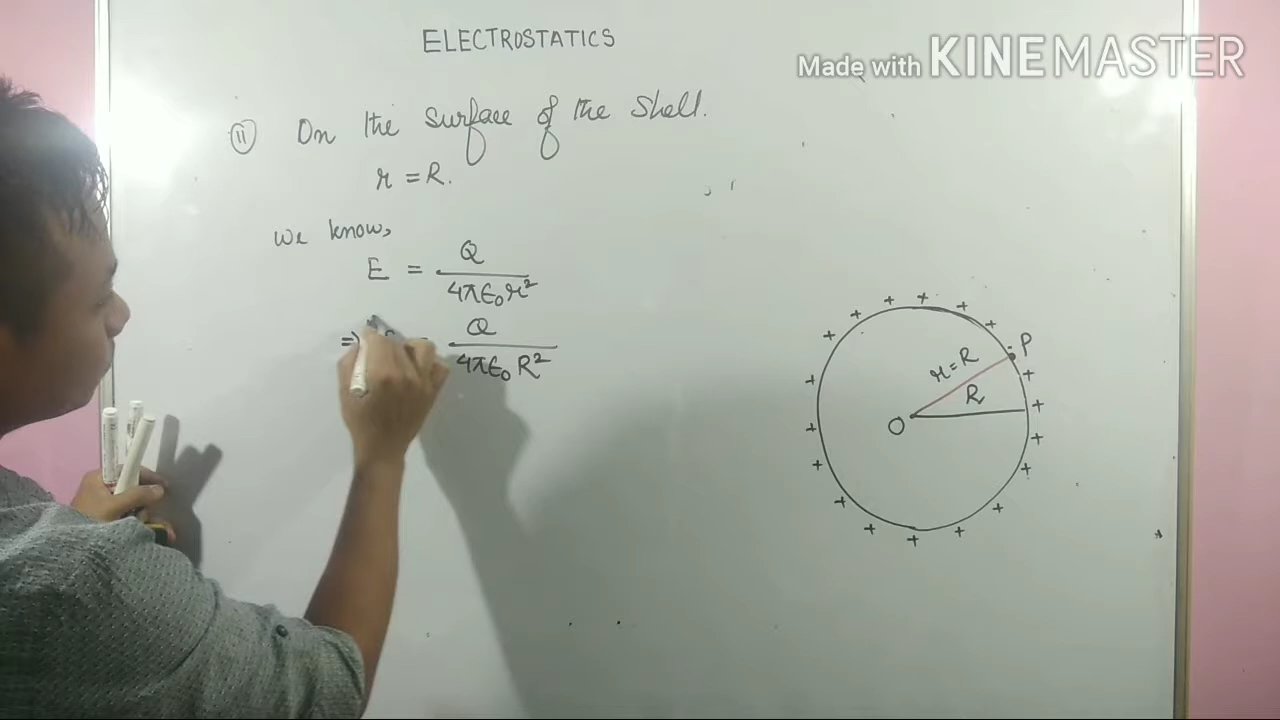 ELECTROSTATICS
Made with KINEMASTER
(ii) On the surface of the Shell.
r = R.
We know,
E = Q / 4πε₀r²
⇒ = Q / 4πε₀R²
P
r = R
R
O